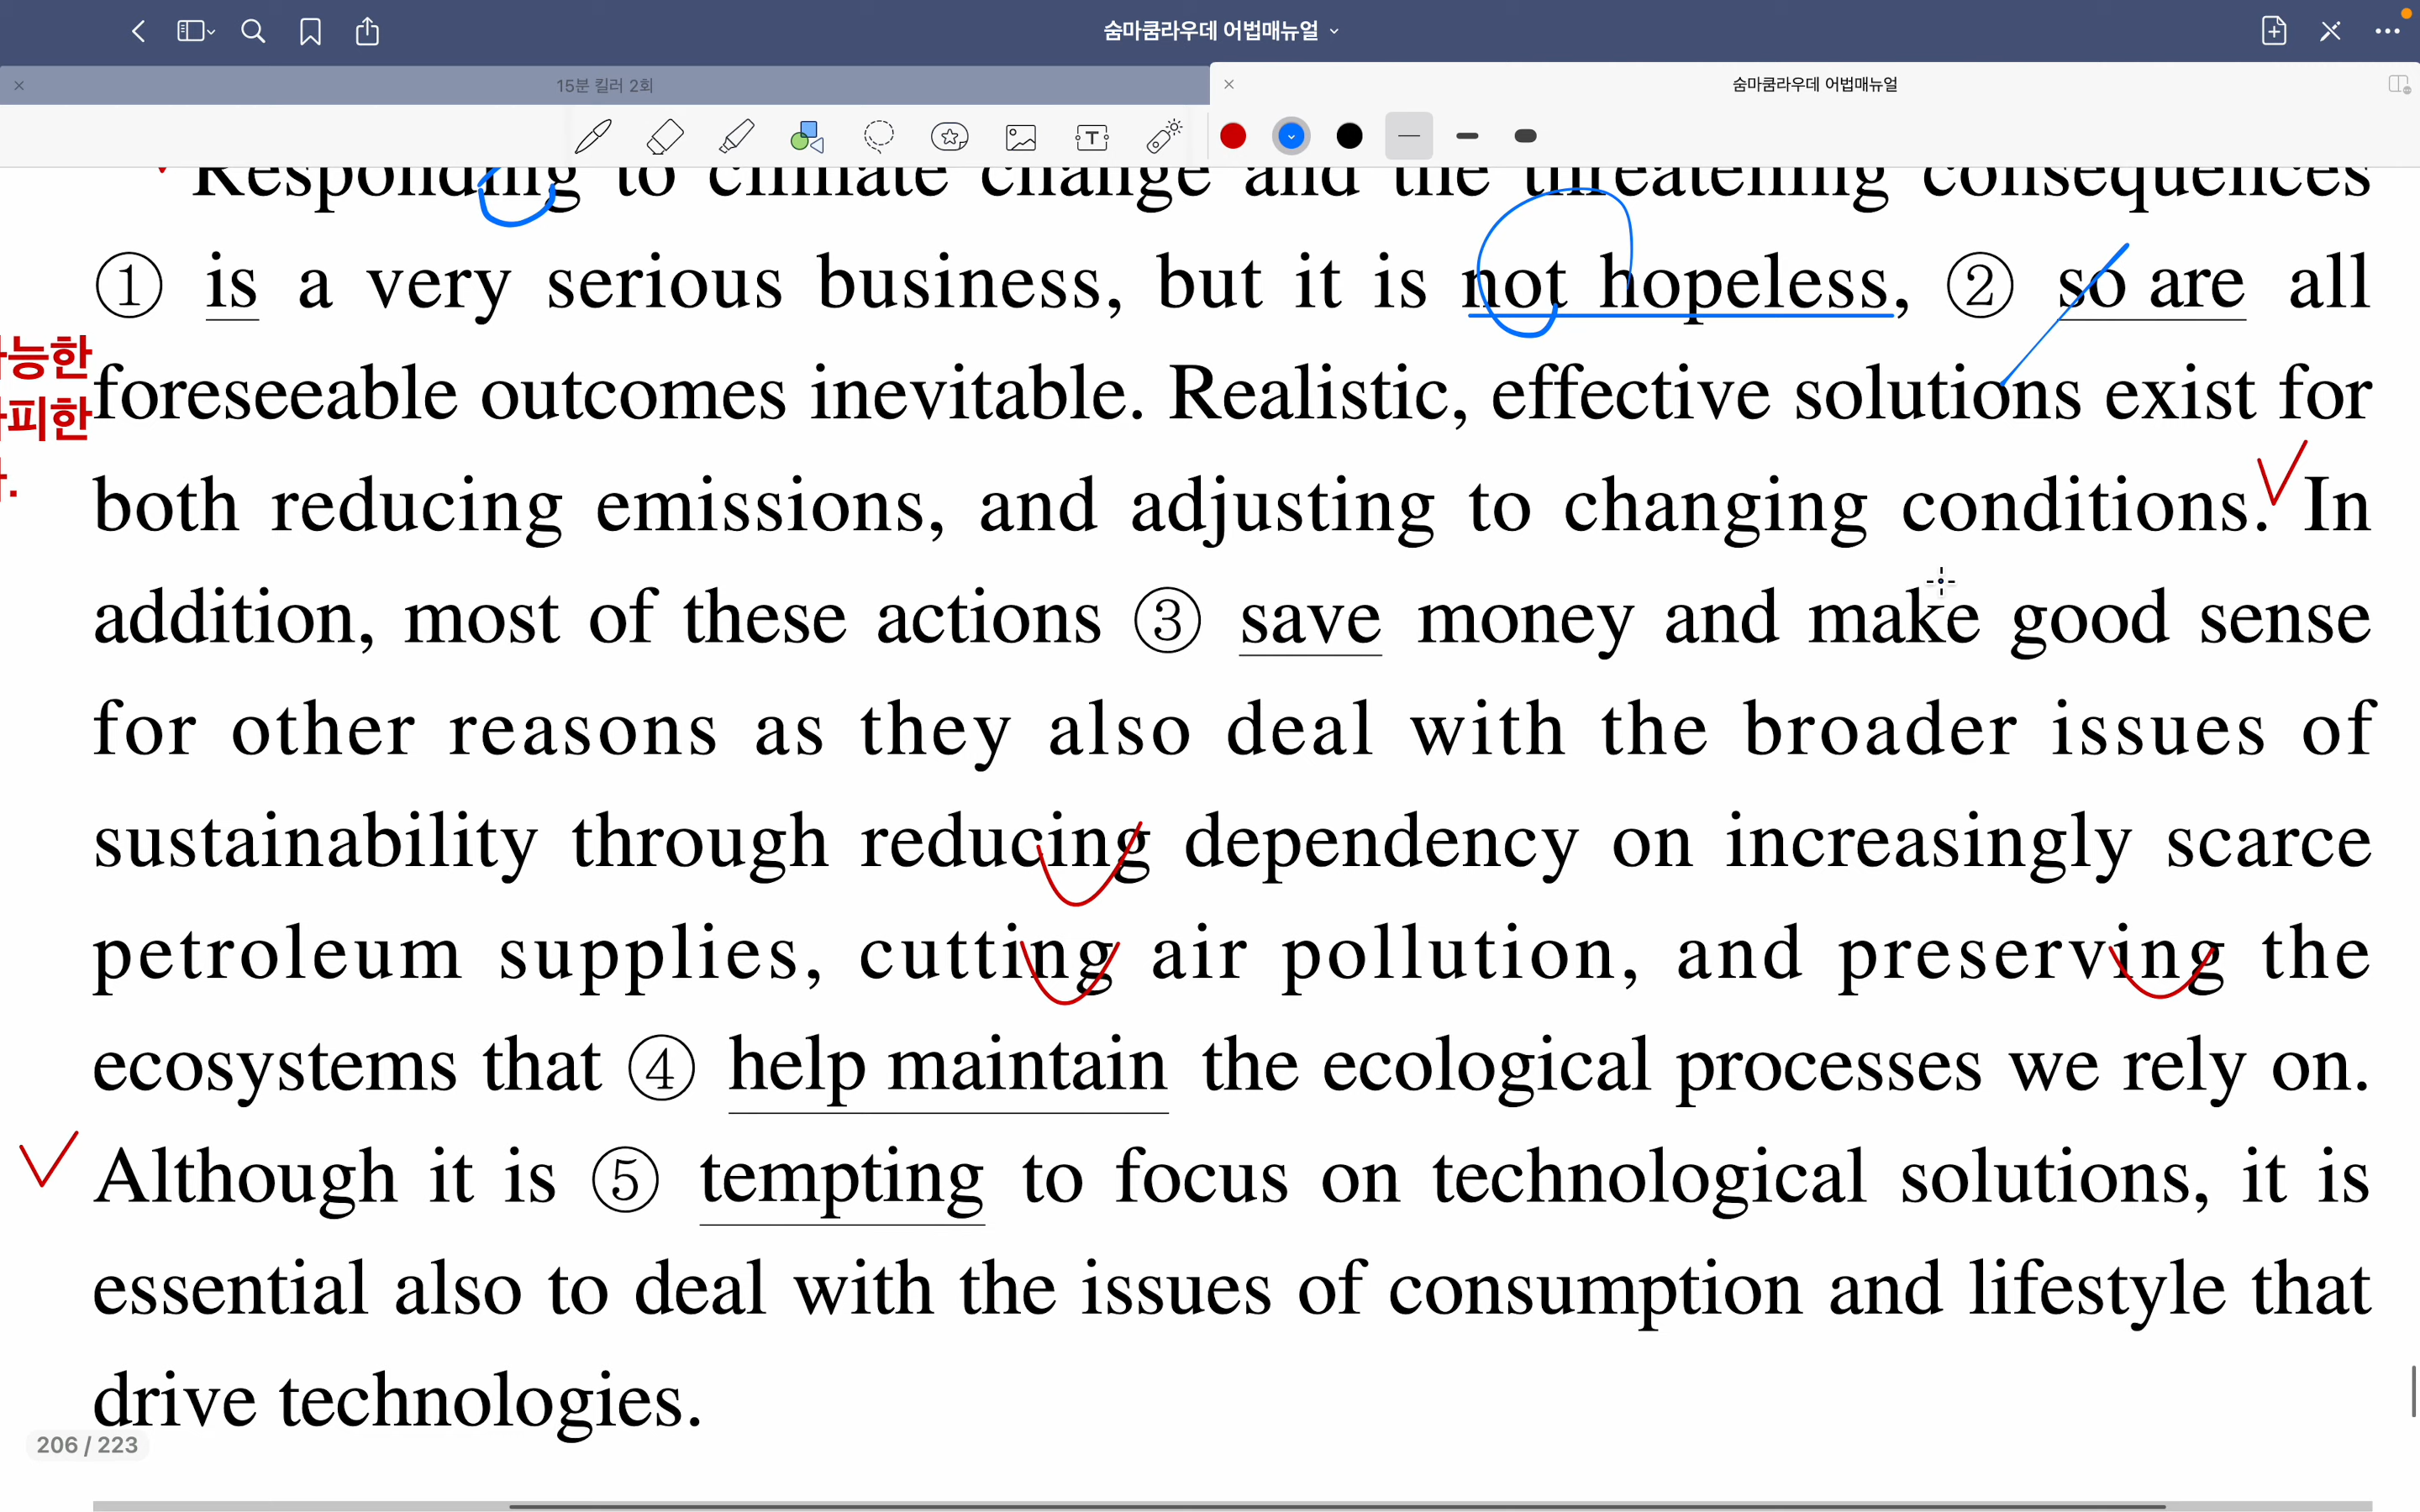 숨마쿰라우데 어법매뉴얼
15분 킬러 2회
숨마쿰라우데 어법매뉴얼
Responding to climate change and the threatening consequences
① is a very serious business, but it is not hopeless, ② so are all
능한
foreseeable outcomes inevitable. Realistic, effective solutions exist for
피한
both reducing emissions, and adjusting to changing conditions. In
addition, most of these actions ③ save money and make good sense
for other reasons as they also deal with the broader issues of
sustainability through reducing dependency on increasingly scarce
petroleum supplies, cutting air pollution, and preserving the
ecosystems that ④ help maintain the ecological processes we rely on.
Although it is ⑤ tempting to focus on technological solutions, it is
essential also to deal with the issues of consumption and lifestyle that
drive technologies.
206 / 223